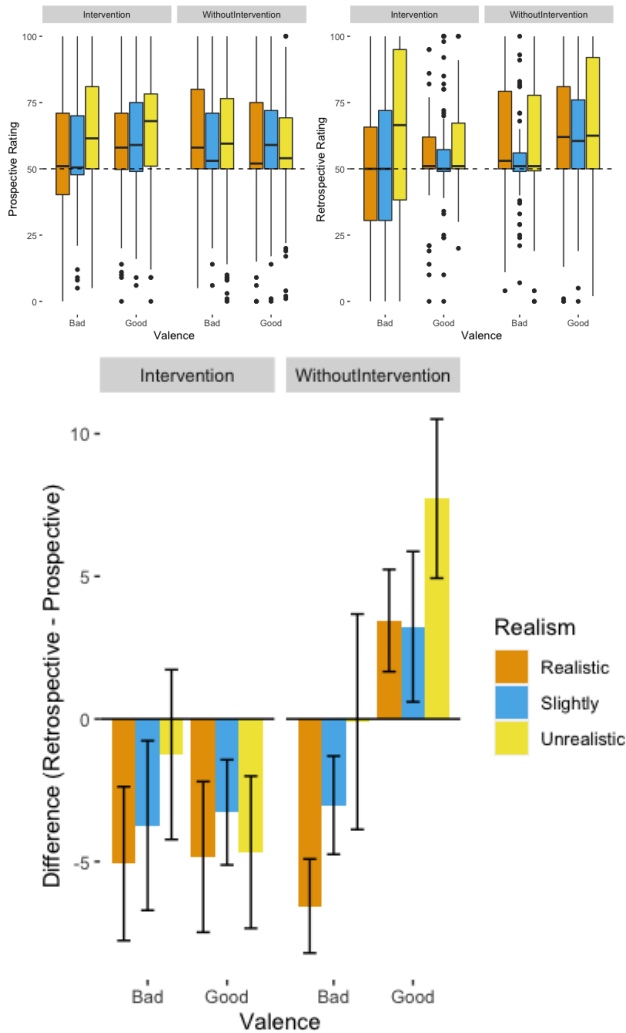 Intervention WithoutIntervention
100
75
50
25
0
Prospective Rating
Bad Good Bad Good
Valence
Intervention WithoutIntervention
100
75
50
25
0
Retrospective Rating
Bad Good Bad Good
Valence
Intervention WithoutIntervention
10
5
0
-5
Difference (Retrospective - Prospective)
Bad Good Bad Good
Valence
Realism
Realistic
Slightly
Unrealistic